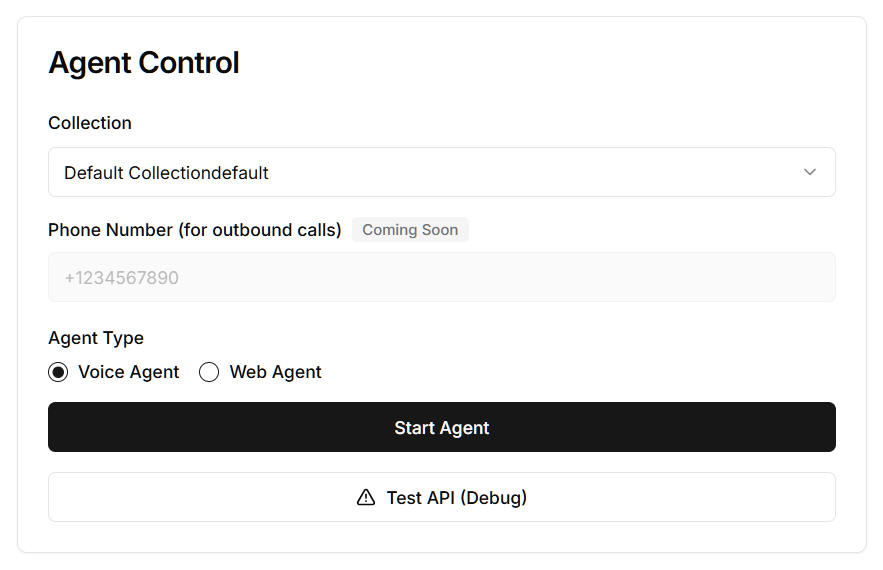 Agent Control
Collection
Default Collectiondefault
Phone Number (for outbound calls) Coming Soon
+1234567890
Agent Type
Voice Agent Web Agent
Start Agent
Test API (Debug)